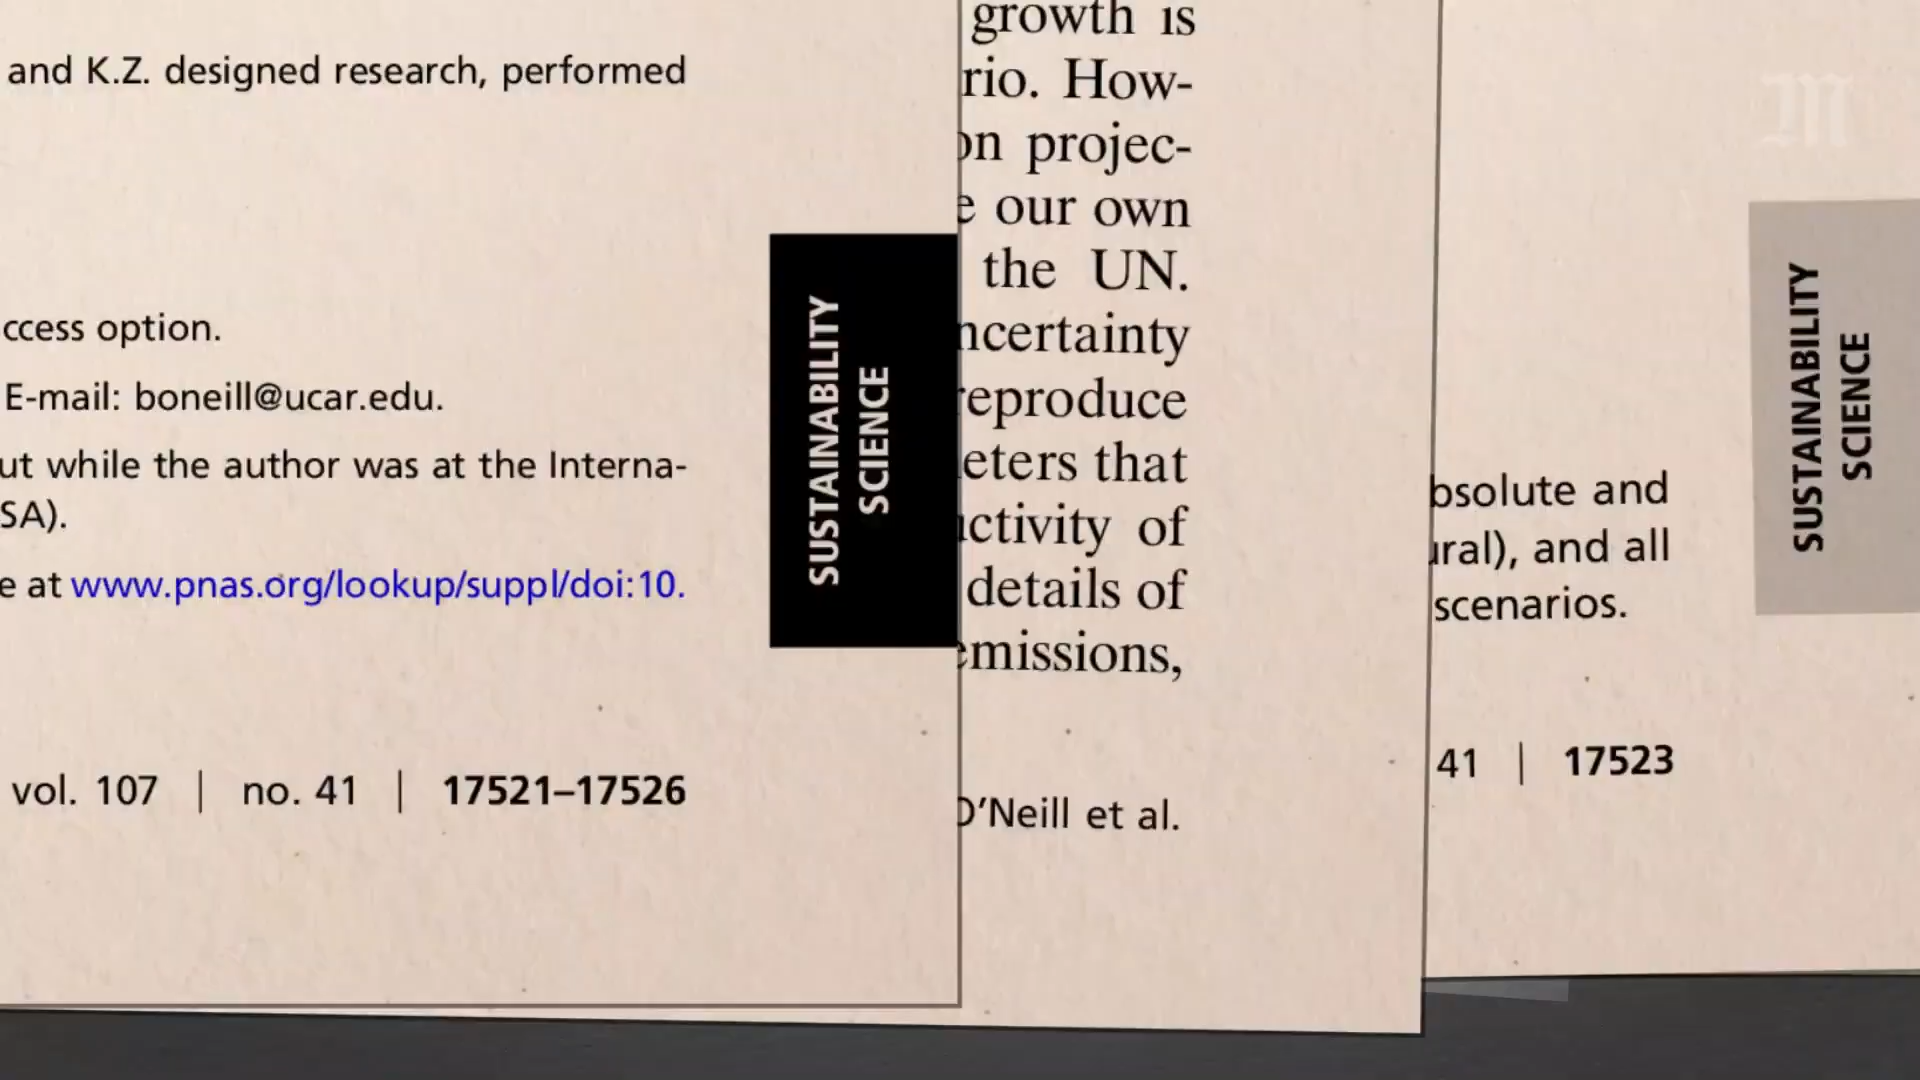 and K.Z. designed research, performed
ccess option.
E-mail: boneill@ucar.edu.
ut while the author was at the Interna-
SA).
e at www.pnas.org/lookup/suppl/doi:10.
SUSTAINABILITY
SCIENCE
vol. 107 | no. 41 | 17521–17526
growth is
rio. How-
on projec-
e our own
the UN.
ncertainty
reproduce
eters that
uctivity of
details of
emissions,
O'Neill et al.
bsolute and
ural), and all
scenarios.
SUSTAINABILITY
SCIENCE
41 | 17523
M